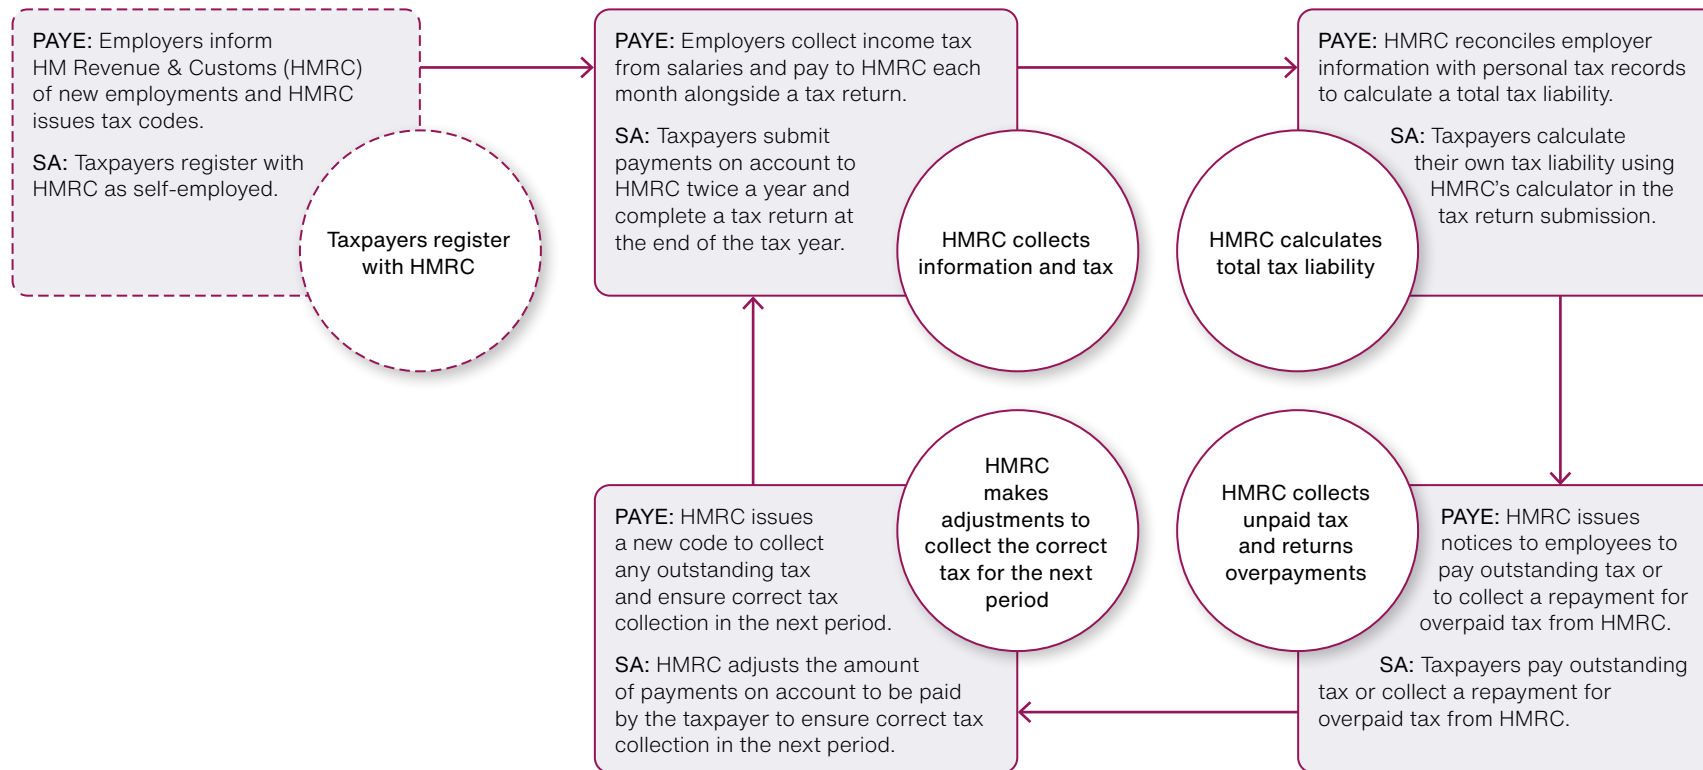 PAYE: Employers inform
HM Revenue & Customs (HMRC)
of new employments and HMRC
issues tax codes.
SA: Taxpayers register with
HMRC as self-employed.
Taxpayers register
with HMRC
PAYE: Employers collect income tax
from salaries and pay to HMRC each
month alongside a tax return.
SA: Taxpayers submit
payments on account to
HMRC twice a year and
complete a tax return at
the end of the tax year.
HMRC collects
information and tax
PAYE: HMRC reconciles employer
information with personal tax records
to calculate a total tax liability.
SA: Taxpayers calculate
their own tax liability using
HMRC’s calculator in the
tax return submission.
HMRC calculates
total tax liability
PAYE: HMRC issues
notices to employees to
pay outstanding tax or
to collect a repayment for
overpaid tax from HMRC.
SA: Taxpayers pay outstanding
tax or collect a repayment for
overpaid tax from HMRC.
HMRC collects
unpaid tax
and returns
overpayments
PAYE: HMRC issues
a new code to collect
any outstanding tax
and ensure correct tax
collection in the next period.
SA: HMRC adjusts the amount
of payments on account to be paid
by the taxpayer to ensure correct tax
collection in the next period.
HMRC
makes
adjustments to
collect the correct
tax for the next
period